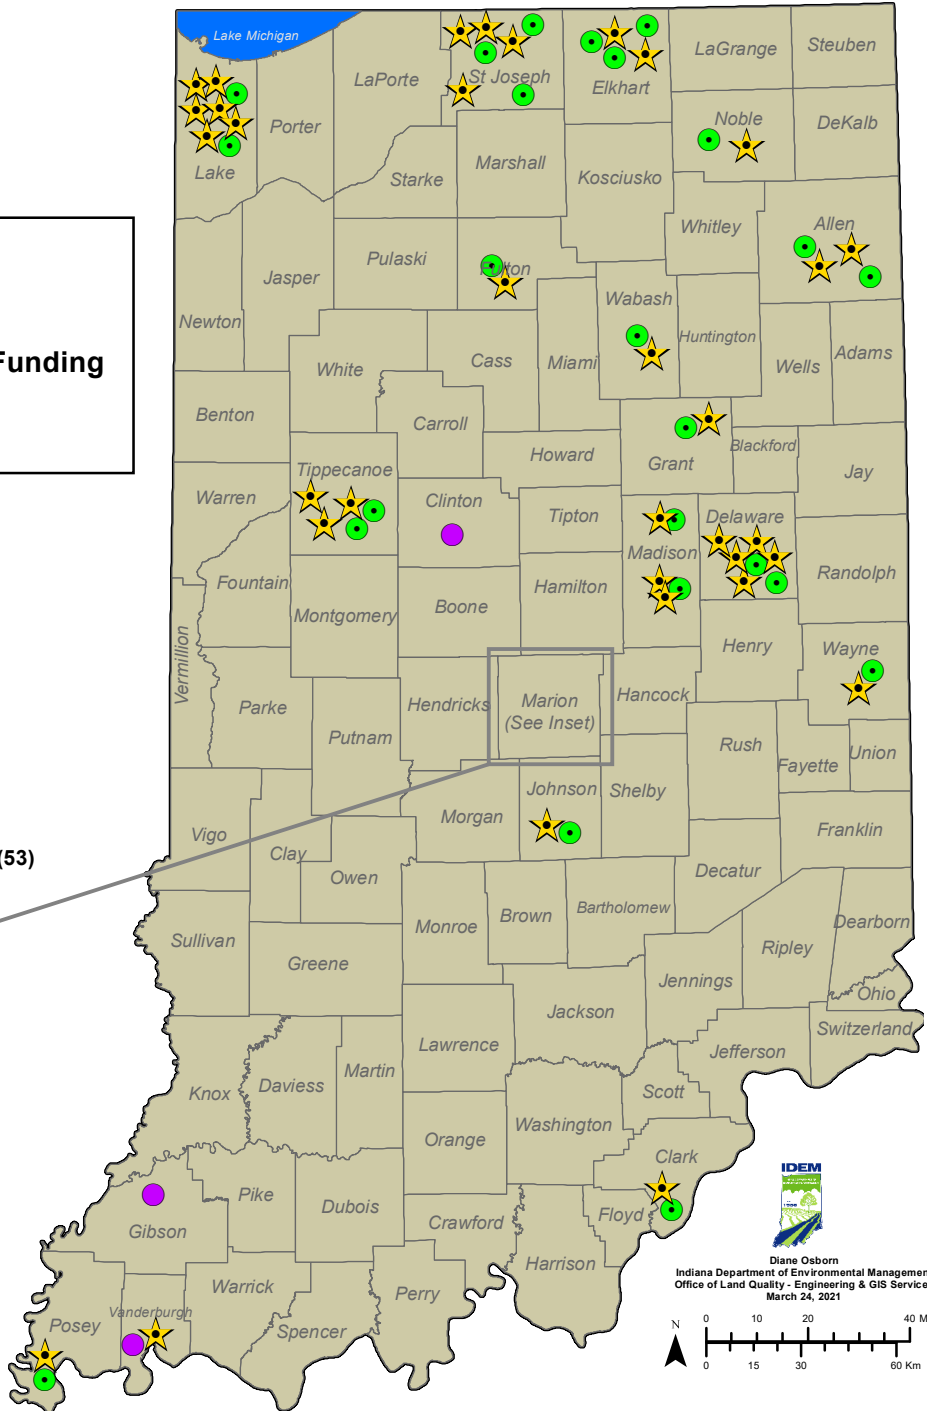 Lake Michigan
LaGrange
Steuben
St Joseph
LaPorte
Elkhart
Noble
DeKalb
Porter
Lake
Marshall
Starke
Kosciusko
Whitley
Allen
Pulaski
Fulton
Jasper
Wabash
Newton
Huntington
Funding
White
Cass
Miami
Wells
Adams
Benton
Carroll
Blackford
Howard
Grant
Jay
Tippecanoe
Warren
Clinton
Tipton
Delaware
Madison
Randolph
Fountain
Hamilton
Boone
Montgomery
Henry
Wayne
Vermillion
Hancock
Hendricks
Marion
(See Inset)
Parke
Putnam
Rush
Union
Fayette
Johnson
Shelby
Morgan
Franklin
Vigo
(53)
Clay
Owen
Decatur
Bartholomew
Brown
Dearborn
Monroe
Sullivan
Ripley
Greene
Jennings
Ohio
Jackson
Switzerland
Lawrence
Jefferson
Martin
Daviess
Knox
Scott
Washington
Orange
Clark
IDEM
Pike
Dubois
Floyd
Crawford
Gibson
Harrison
Diane Osborn
Indiana Department of Environmental Managemen
Office of Land Quality - Engineering & GIS Service
March 24, 2021
Warrick
Perry
Vanderburgh
Posey
Spencer
N
0 10 20 40 M
0 15 30 60 Km